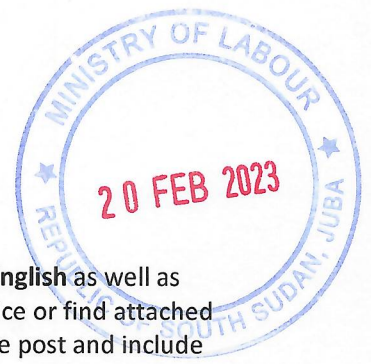 MINISTRY OF LABOUR
20 FEB 2023
REPUBLIC OF SOUTH SUDAN, JUBA
nglish as well as
ce or find attached
e post and include